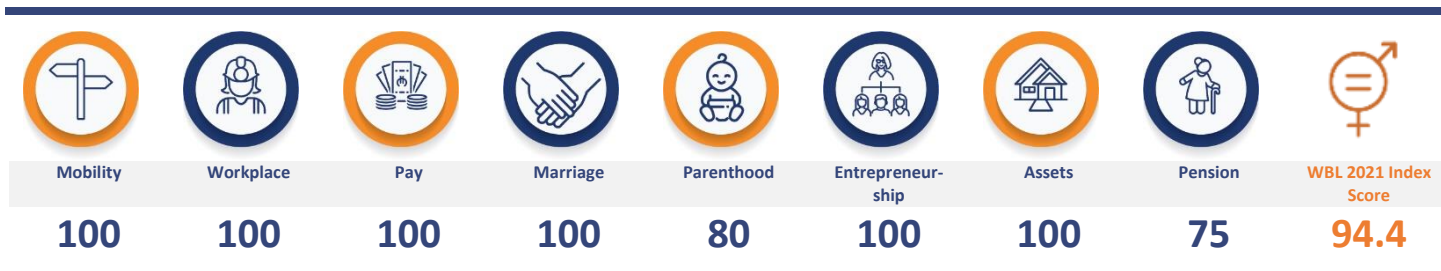 Mobility
Workplace
Pay
Marriage
Parenthood
Entrepreneur-
ship
Assets
Pension
WBL 2021 Index
Score
100
100
100
100
80
100
100
75
94.4